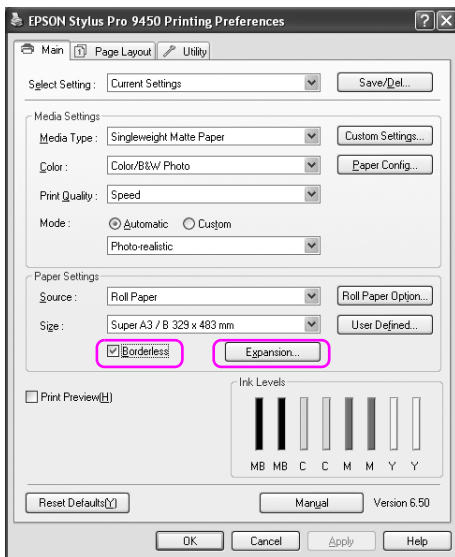 EPSON Stylus Pro 9450 Printing Preferences
Main Page Layout Utility
Select Setting : Current Settings Save/Del...
Media Settings
Media Type : Singleweight Matte Paper Custom Settings...
Color : Color/B&W Photo Paper Config...
Print Quality : Speed
Mode : Automatic Custom
Photo-realistic
Paper Settings
Source : Roll Paper Roll Paper Option...
Size : Super A3 / B 329 x 483 mm User Defined...
Borderless Expansion...
Print Preview(H)
Ink Levels
MB MB C C M M Y Y
Reset Defaults(Y) Manual Version 6.50
OK Cancel Apply Help